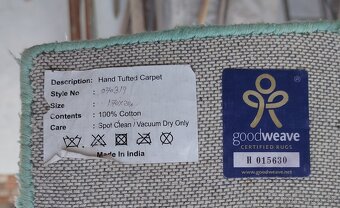 Description: Hand Tufted Carpet
Style No :
Size :
Contents : 100% Cotton
Care : Spot Clean / Vacuum Dry Only
Made In India
goodweave
CERTIFIED RUGS
R 015630
www.goodweave.net